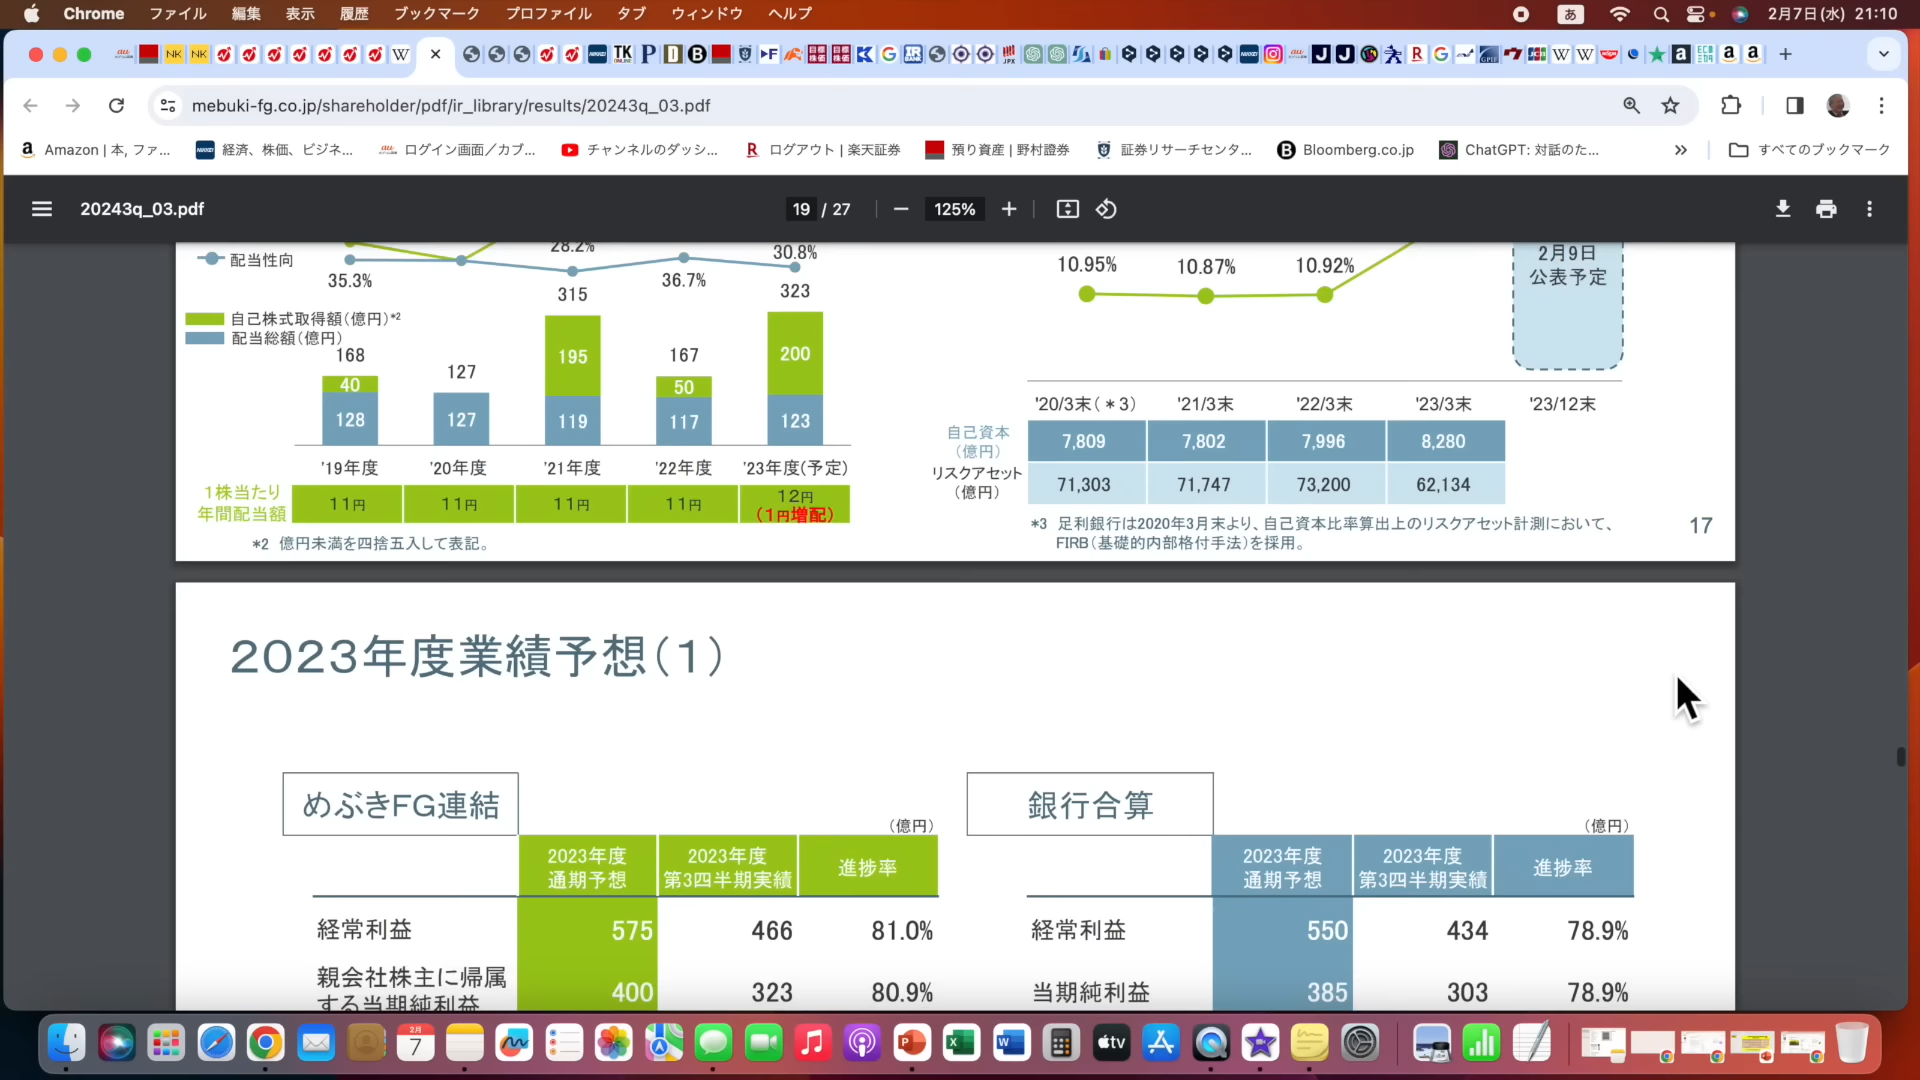 Chrome ファイル 編集 表示 履歴 ブックマーク プロファイル タブ ウィンドウ ヘルプ
あ 2月7日(水) 21:10
mebuki-fg.co.jp/shareholder/pdf/ir_library/results/20243q_03.pdf
Amazon | 本, ファ...
経済、株価、ビジネ...
ログイン画面／カブ...
チャンネルのダッシ...
ログアウト | 楽天証券
預り資産 | 野村證券
証券リサーチセンタ...
Bloomberg.co.jp
ChatGPT: 対話のた...
すべてのブックマーク
20243q_03.pdf
19 / 27
125%
配当性向
35.3%
28.2%
36.7%
30.8%
自己株式取得額(億円)*2
配当総額(億円)
168 127 315 167 323
40 195 50 200
128 127 119 117 123
'19年度 '20年度 '21年度 '22年度 '23年度(予定)
1株当たり
年間配当額
11円 11円 11円 11円 12円
(1円増配)
*2 億円未満を四捨五入して表記。
10.95% 10.87% 10.92%
2月9日
公表予定
'20/3末(*3) '21/3末 '22/3末 '23/3末 '23/12末
自己資本
(億円)
7,809 7,802 7,996 8,280
リスクアセット
(億円)
71,303 71,747 73,200 62,134
*3 足利銀行は2020年3月末より、自己資本比率算出上のリスクアセット計測において、
FIRB(基礎的内部格付手法)を採用。
17
2023年度業績予想(1)
めぶきFG連結
(億円)
2023年度
通期予想
2023年度
第3四半期実績
進捗率
経常利益 575 466 81.0%
親会社株主に帰属
する当期純利益
400 323 80.9%
銀行合算
(億円)
2023年度
通期予想
2023年度
第3四半期実績
進捗率
経常利益 550 434 78.9%
当期純利益 385 303 78.9%
2月
7
tv